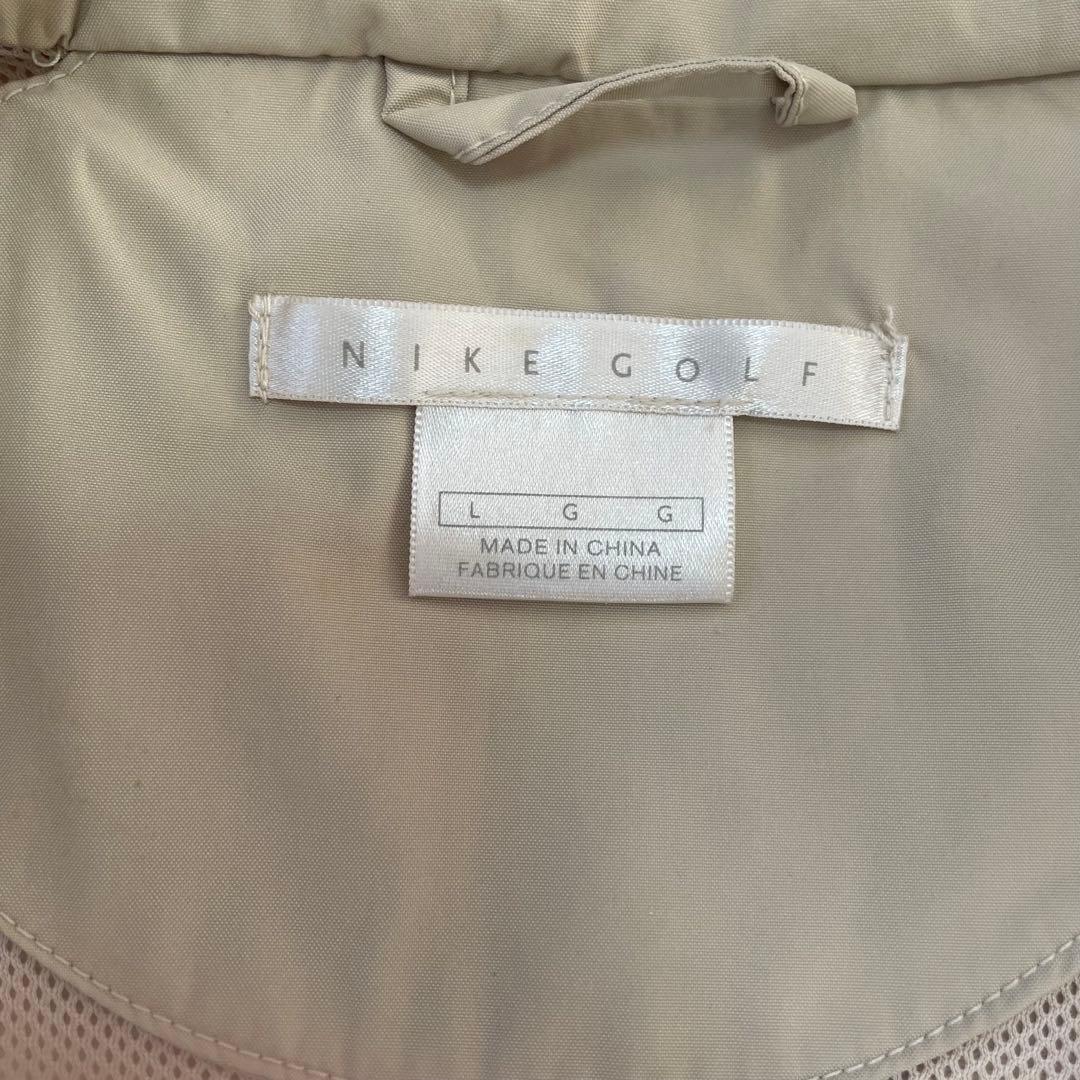 NIKE GOLF
L G G
MADE IN CHINA
FABRIQUE EN CHINE